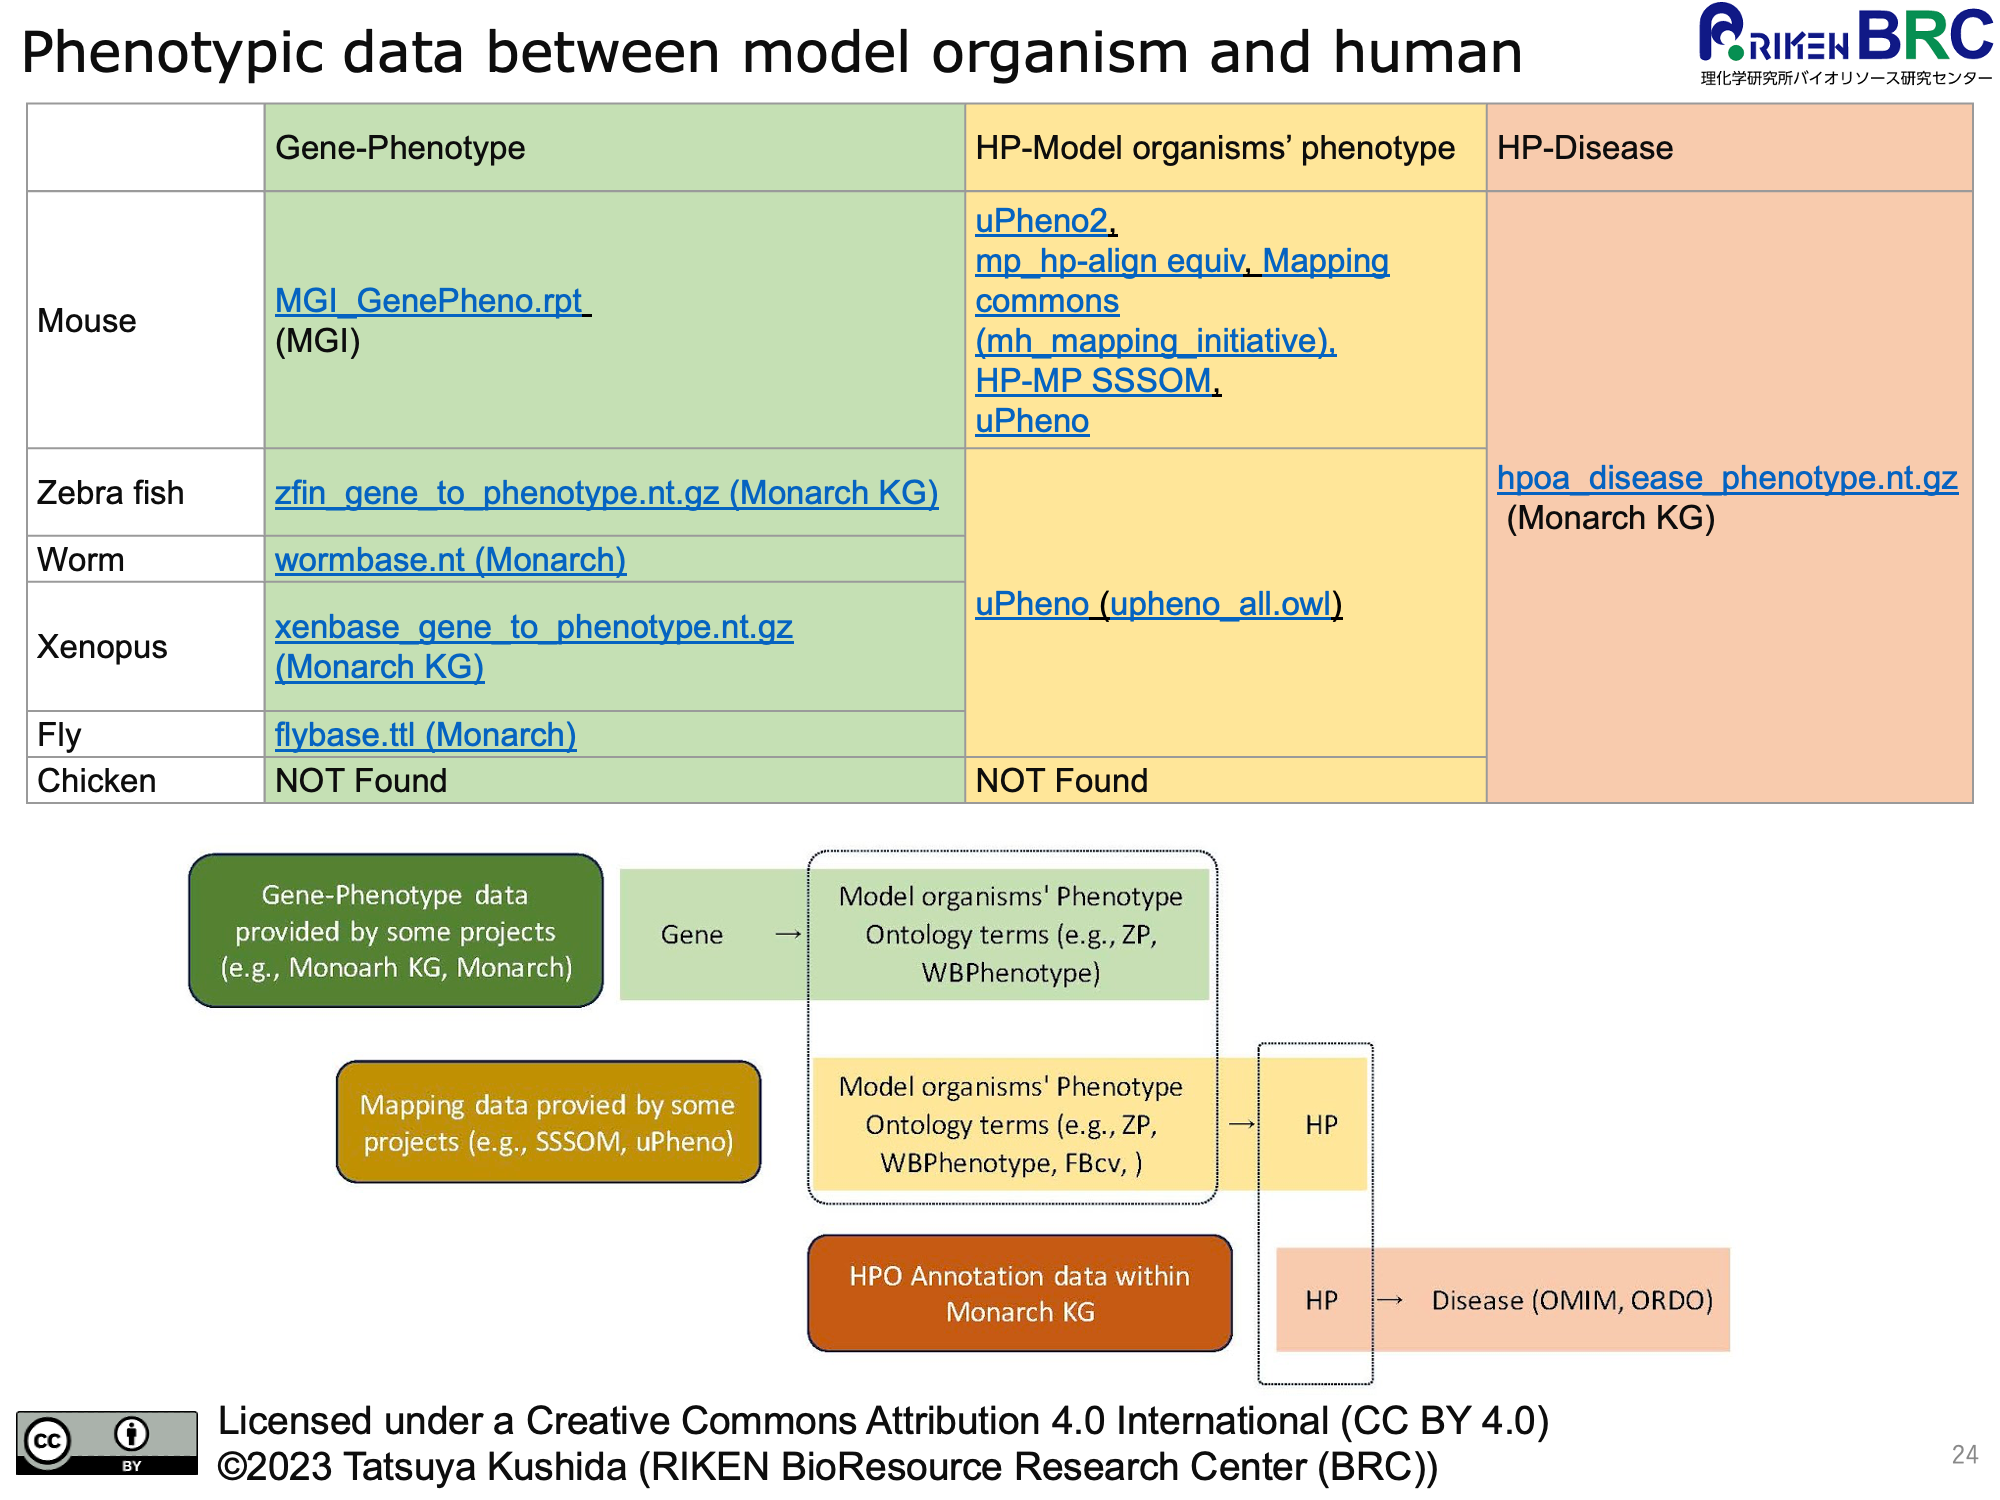 Phenotypic data between model organism and human
RIKEN BRC
理化学研究所バイオリソース研究センター
Gene-Phenotype
HP-Model organisms’ phenotype
HP-Disease
Mouse
MGI_GenePheno.rpt
(MGI)
uPheno2,
mp_hp-align equiv, Mapping
commons
(mh_mapping_initiative),
HP-MP SSSOM,
uPheno
hpoa_disease_phenotype.nt.gz
(Monarch KG)
Zebra fish
zfin_gene_to_phenotype.nt.gz (Monarch KG)
uPheno (upheno_all.owl)
Worm
wormbase.nt (Monarch)
Xenopus
xenbase_gene_to_phenotype.nt.gz
(Monarch KG)
Fly
flybase.ttl (Monarch)
Chicken
NOT Found
NOT Found
Gene-Phenotype data
provided by some projects
(e.g., Monoarh KG, Monarch)
Gene →
Model organisms' Phenotype
Ontology terms (e.g., ZP,
WBPhenotype)
Mapping data provied by some
projects (e.g., SSSOM, uPheno)
Model organisms' Phenotype
Ontology terms (e.g., ZP,
WBPhenotype, FBcv, )
→ HP
HPO Annotation data within
Monarch KG
HP → Disease (OMIM, ORDO)
cc BY
Licensed under a Creative Commons Attribution 4.0 International (CC BY 4.0)
©2023 Tatsuya Kushida (RIKEN BioResource Research Center (BRC))
24